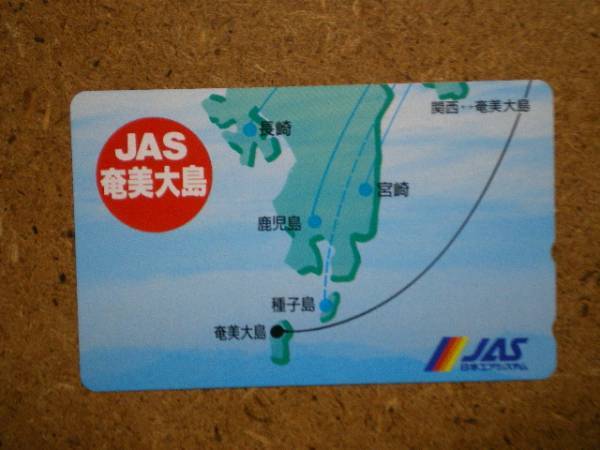 JAS
奄美大島
関西↔奄美大島
長崎
宮崎
鹿児島
種子島
奄美大島
JAS
日本エアシステム